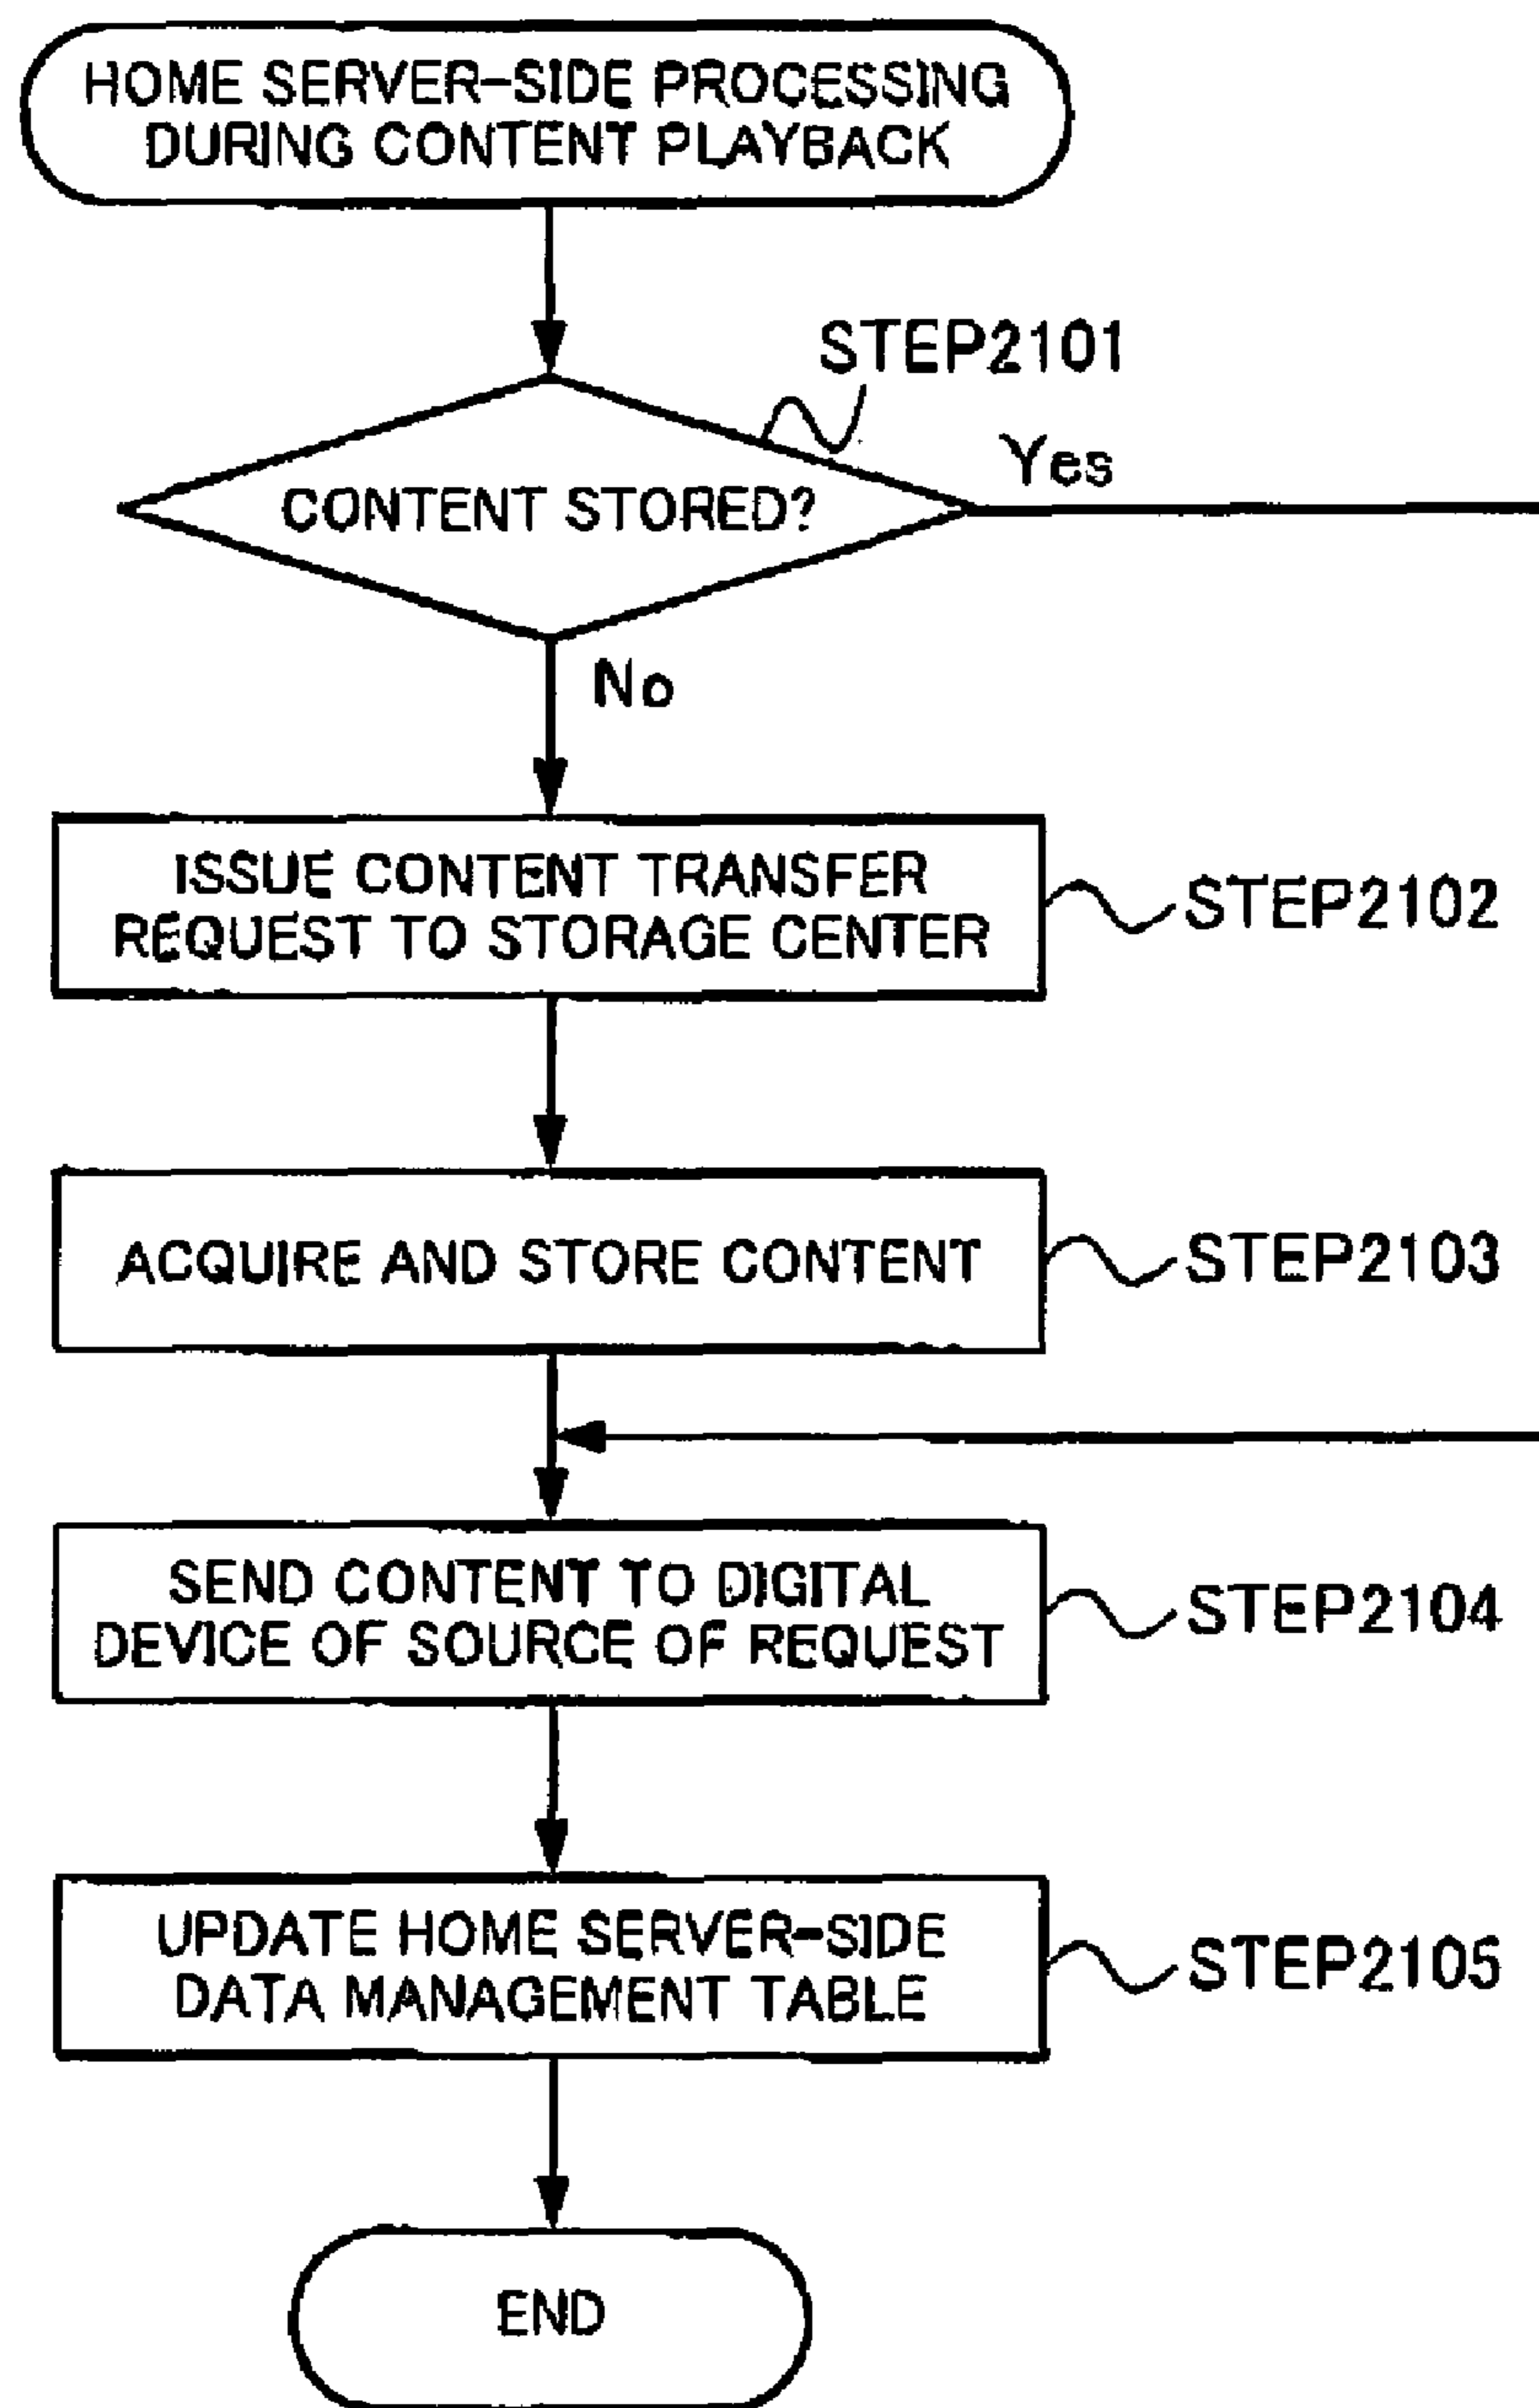 HOME SERVER-SIDE PROCESSING
DURING CONTENT PLAYBACK
STEP2101
Yes
CONTENT STORED?
No
ISSUE CONTENT TRANSFER
REQUEST TO STORAGE CENTER
STEP2102
ACQUIRE AND STORE CONTENT
STEP2103
SEND CONTENT TO DIGITAL
DEVICE OF SOURCE OF REQUEST
STEP2104
UPDATE HOME SERVER-SIDE
DATA MANAGEMENT TABLE
STEP2105
END